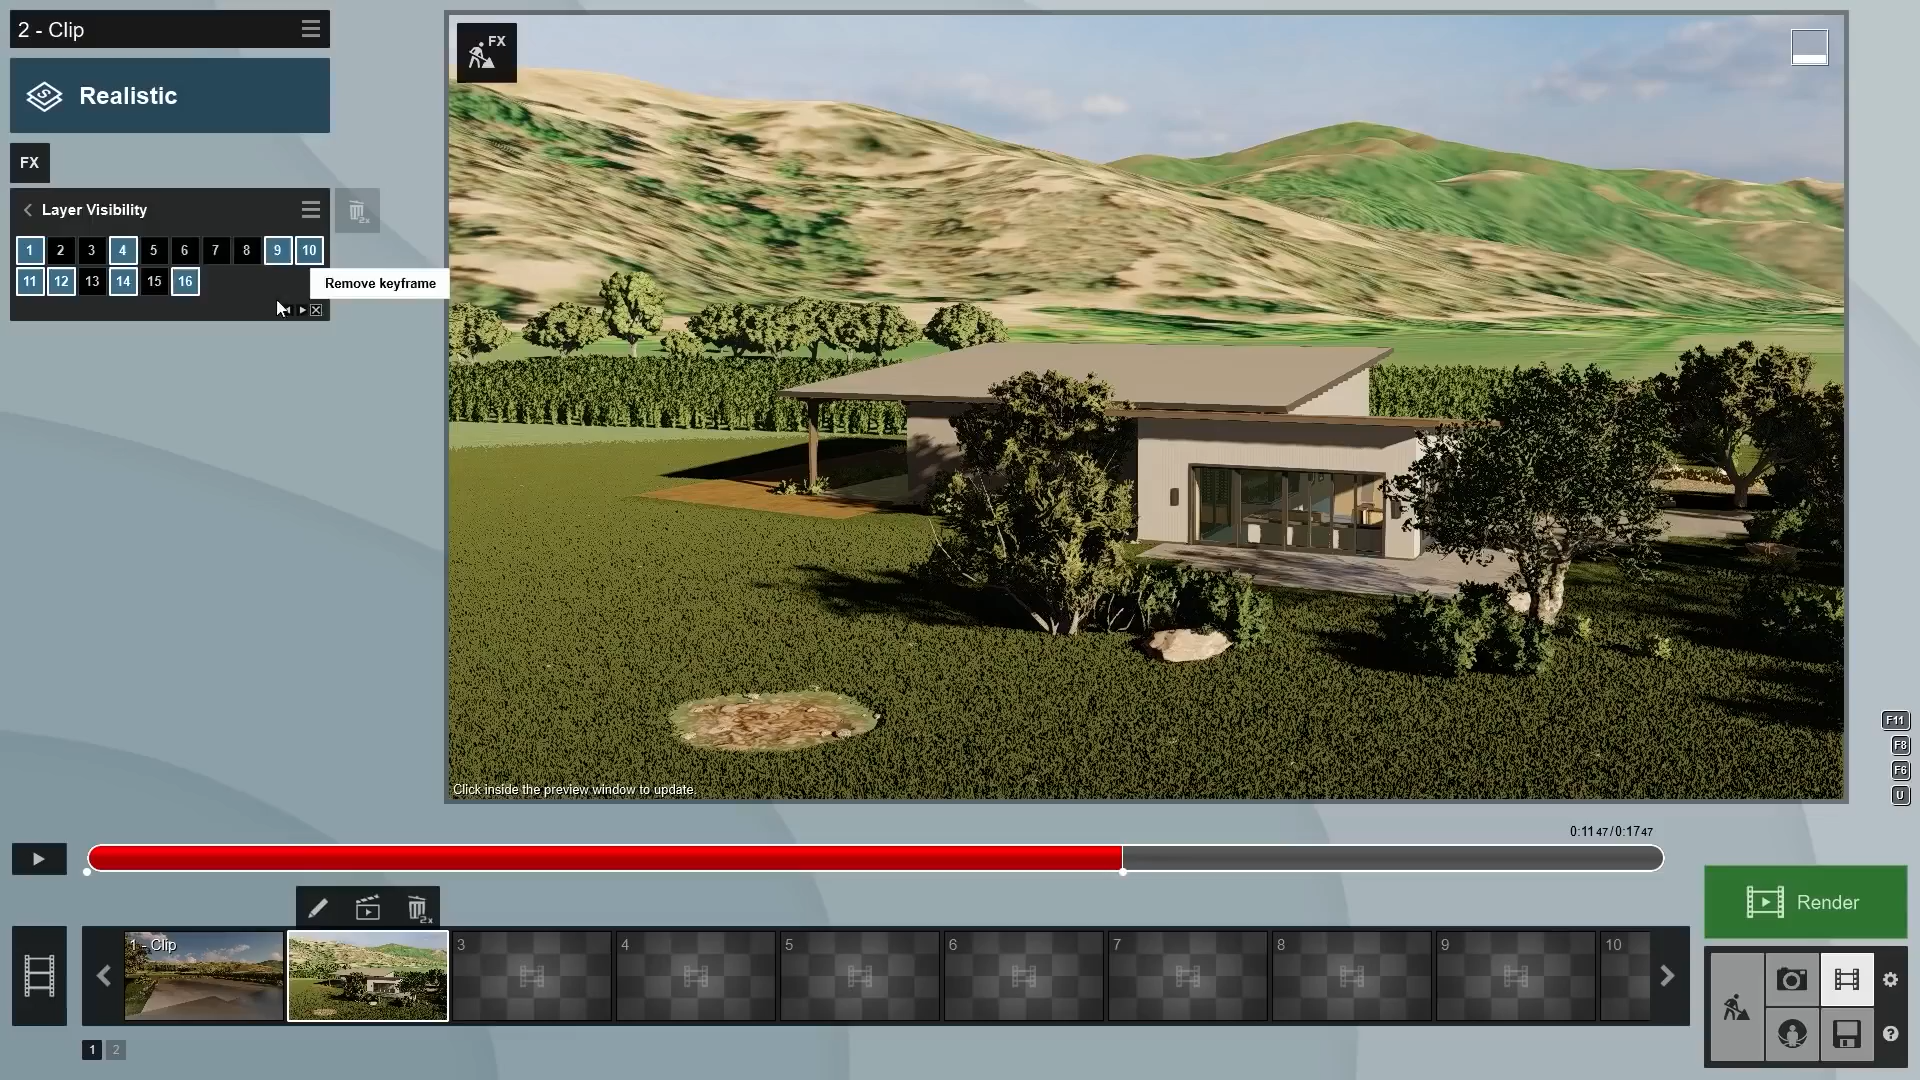 2 - Clip
FX
Realistic
FX
Layer Visibility
2x
1 2 3 4 5 6 7 8 9 10
11 12 13 14 15 16
Remove keyframe
F11
F8
F6
U
Click inside the preview window to update.
0:11 47/0:17 47
2x
Render
1 - Clip
3
4
5
6
7
8
9
10
?
1 2